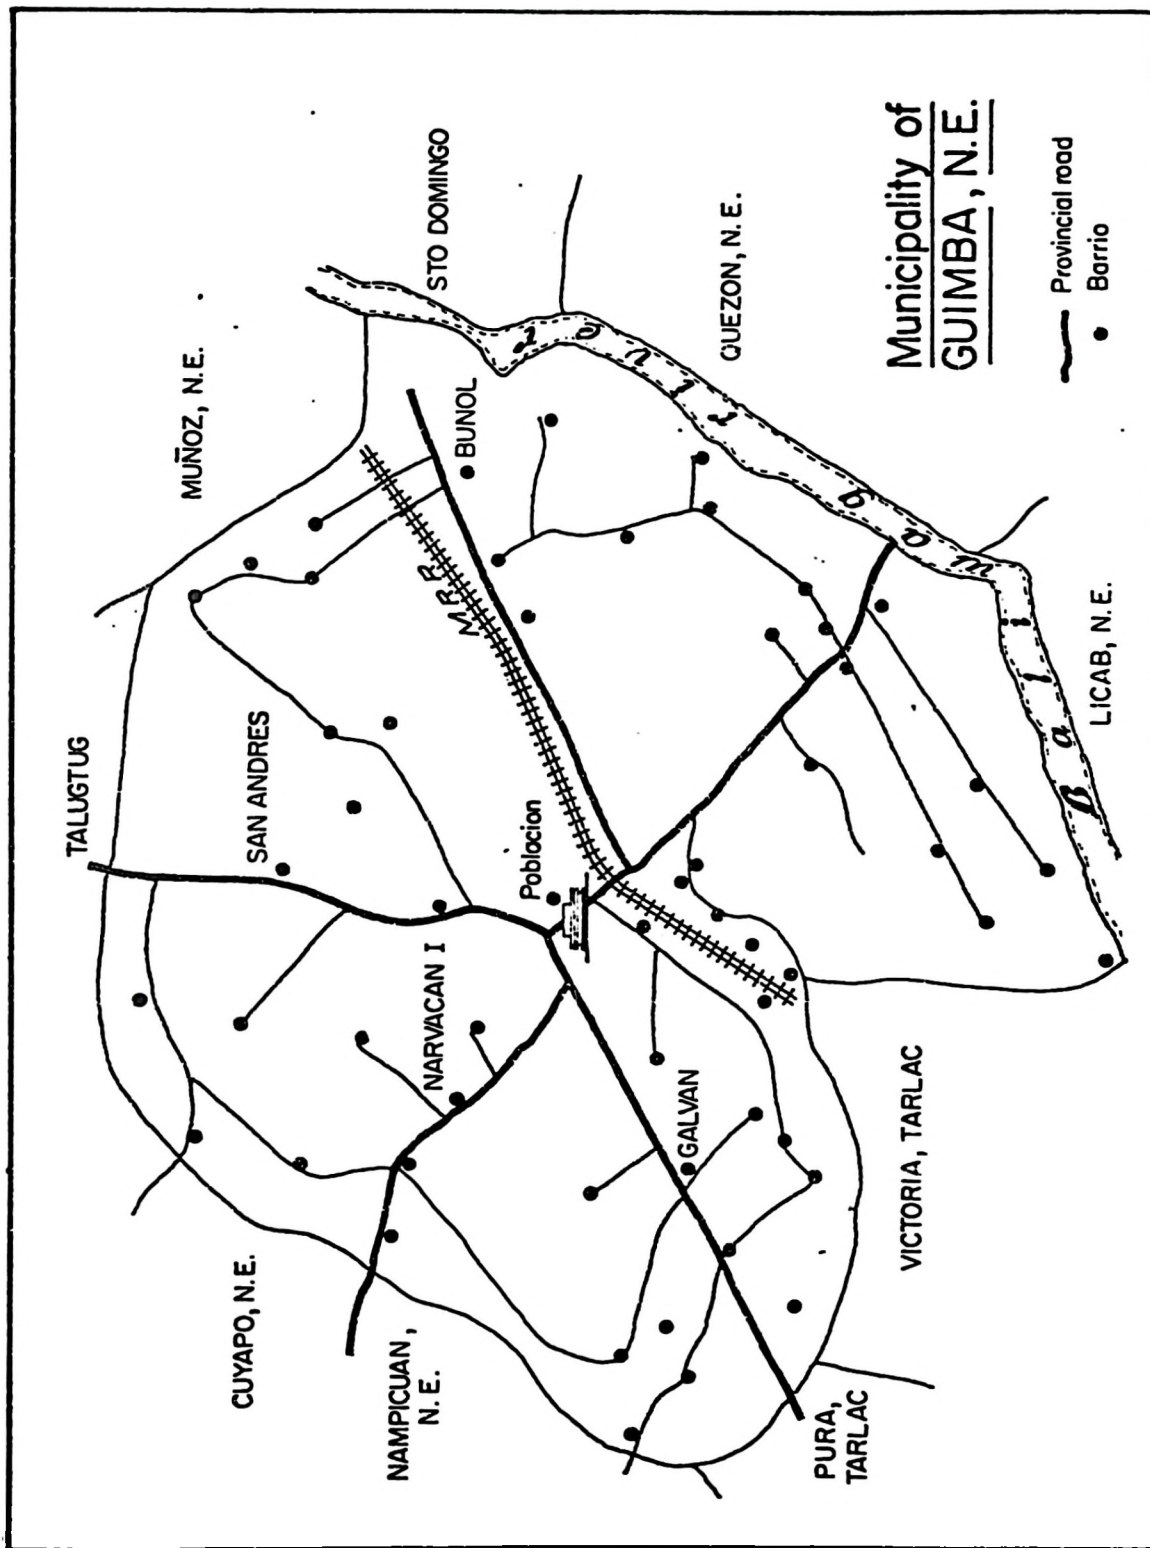 TALUGTUG
MUÑOZ, N.E.
CUYAPO, N.E.
SAN ANDRES
NAMPICUAN,
N.E.
NARVACAN I
STO DOMINGO
M R R
BUNOL
Poblacion
GALVAN
QUEZON, N.E.
PURA,
TARLAC
VICTORIA, TARLAC
Baliwag river
LICAB, N.E.
Municipality of
GUIMBA, N.E.
Provincial road
Barrio